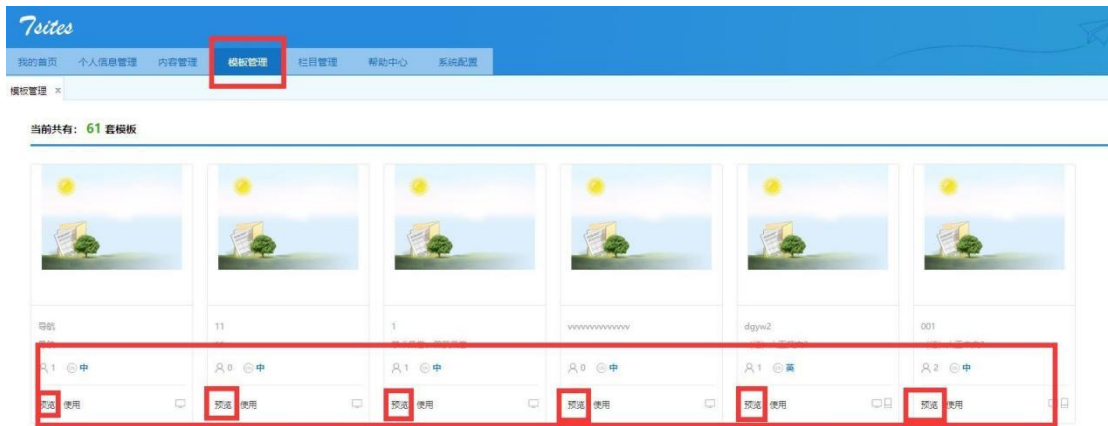 7sites
我的首页 个人信息管理 内容管理 模板管理 栏目管理 帮助中心 系统配置
模板管理 ×
当前共有： 61 套模板
导航 11 1 vvvvvvvvvvvvv dgyw2 001
1 中 0 中 1 中 0 中 1 英 2 中
预览 使用 预览 使用 预览 使用 预览 使用 预览 使用 预览 使用